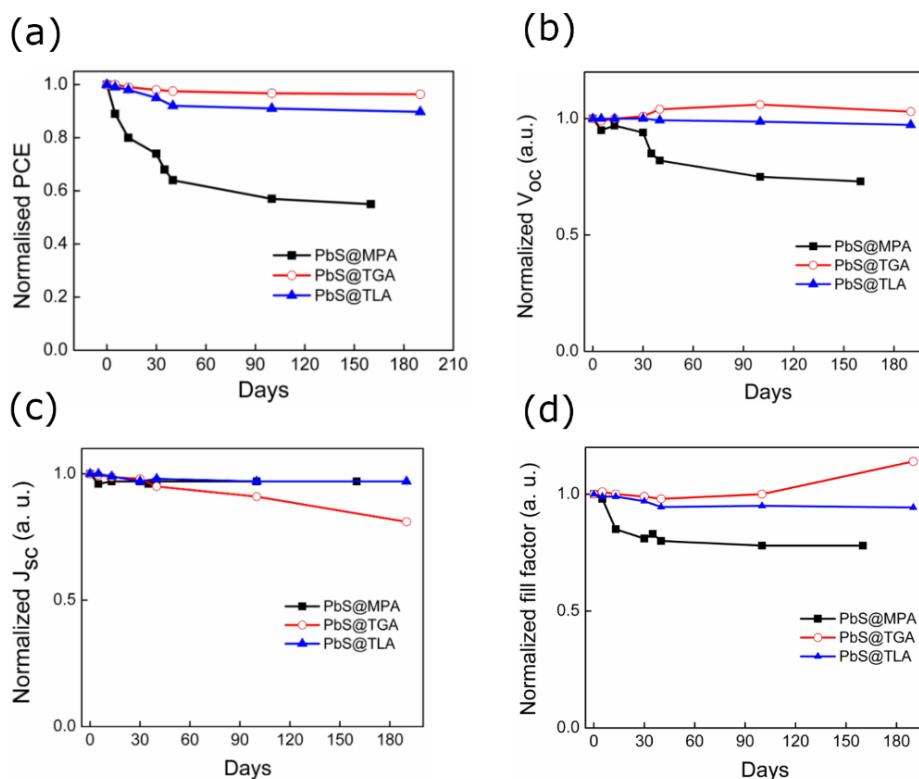 (a)
Normalised PCE
1.0
0.8
0.6
0.4
0.2
0.0
PbS@MPA
PbS@TGA
PbS@TLA
0 30 60 90 120 150 180 210
Days
(b)
Normalized VOC (a.u.)
1.0
0.5
0.0
PbS@MPA
PbS@TGA
PbS@TLA
0 30 60 90 120 150 180
Days
(c)
Normalized JSC (a. u.)
1.0
0.5
0.0
PbS@MPA
PbS@TGA
PbS@TLA
0 30 60 90 120 150 180
Days
(d)
Normalized fill factor (a. u.)
1.0
0.5
0.0
PbS@MPA
PbS@TGA
PbS@TLA
0 30 60 90 120 150 180
Days